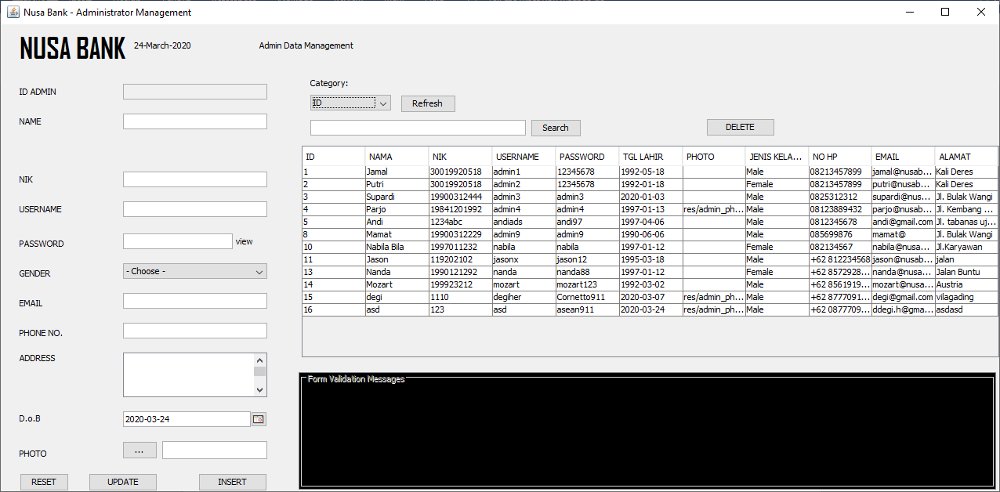 Nusa Bank - Administrator Management
NUSA BANK 24-March-2020 Admin Data Management
ID ADMIN
NAME
NIK
USERNAME
PASSWORD view
GENDER - Choose -
EMAIL
PHONE NO.
ADDRESS
D.o.B 2020-03-24
PHOTO ...
RESET UPDATE INSERT
Category:
ID Refresh
Search DELETE
ID NAMA NIK USERNAME PASSWORD TGL LAHIR PHOTO JENIS KELA... NO HP EMAIL ALAMAT
1 Jamal 30019920518 admin1 12345678 1992-05-18 Male 08213457899 jamal@nusab... Kali Deres
2 Putri 30019920518 admin2 12345678 1992-01-18 Female 08213457899 putri@nusab... Kali Deres
3 Supardi 19900312444 admin3 admin3 2020-01-03 Male 0825312312 supardi@nus... Jl. Bulak Wangi
4 Parjo 19841201992 admin4 admin4 1997-01-13 res/admin_ph... Male 08123889432 parjo@nusab... Jl. Kembang ...
5 Andi 1234abc andiads andi97 1997-04-06 Male 0812345678 andi@gmail.com Jl. tabanas uj...
8 Mamat 19900312229 admin9 admin9 1990-06-06 Male 085699876 mamat@ Jl. Bulak Wangi
10 Nabila Bila 1997011232 nabila nabila 1997-01-12 Female 082134567 nabila@nusa... Jl.Karyawan
11 Jason 119202102 jasonx jason12 1995-03-18 Male +62 812234568 jason@nusab... jalan
13 Nanda 1990121292 nanda nanda88 1997-01-12 Female +62 8572928... nanda@nusa... Jalan Buntu
14 Mozart 199923212 mozart mozart123 1992-03-02 Male +62 8561919... mozart@nusa... Austria
15 degi 1110 degiher Cornetto911 2020-03-07 res/admin_ph... Male +62 8777091... degi@gmail.com vilagading
16 asd 123 asd asean911 2020-03-24 res/admin_ph... Male +62 0877709... ddegi.h@gma... asdasd
Form Validation Messages